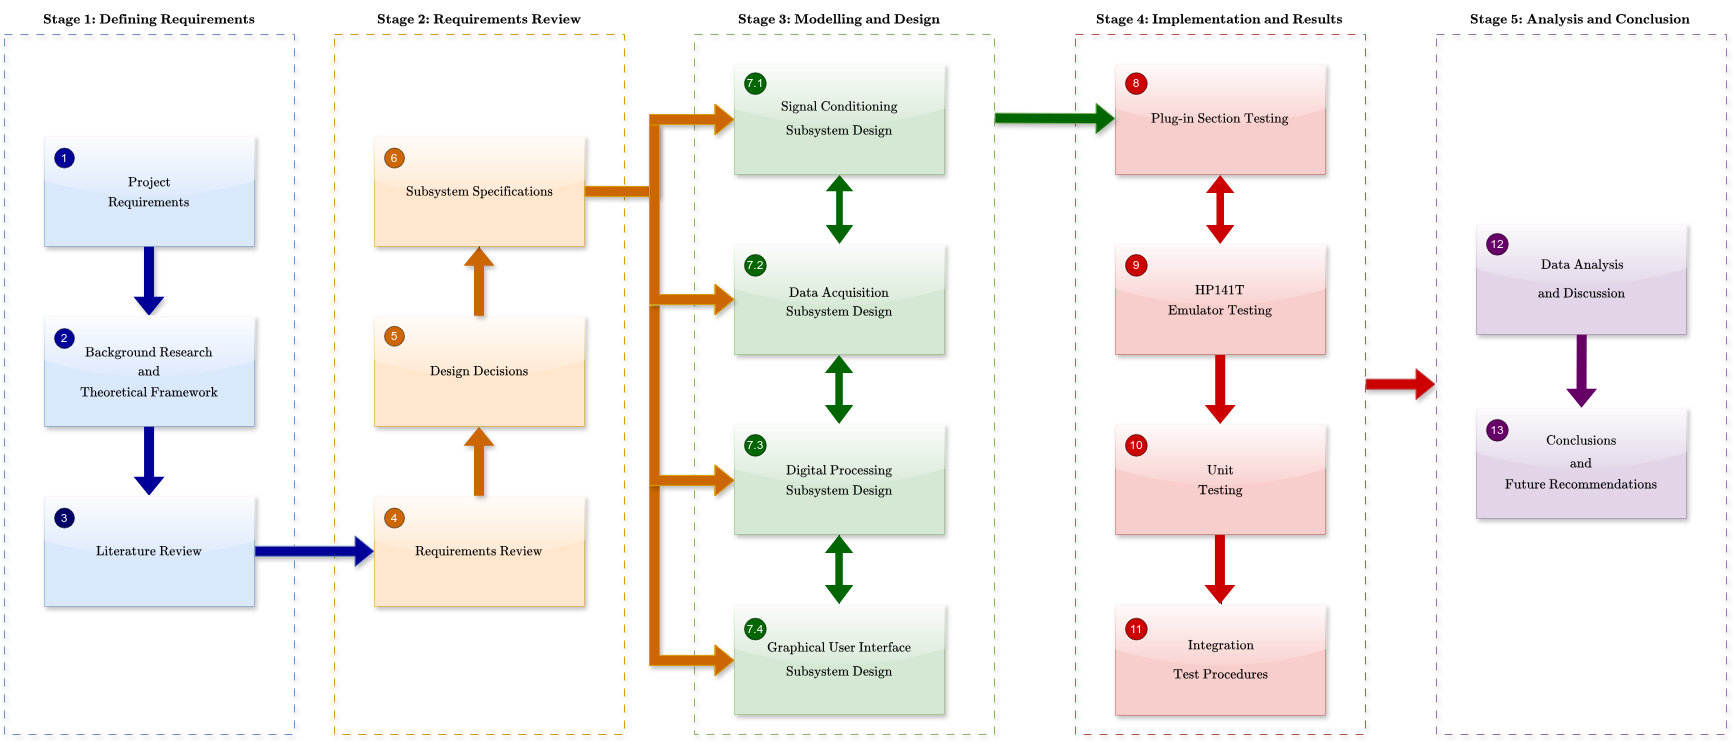 Stage 1: Defining Requirements
1
Project
Requirements
2
Background Research
and
Theoretical Framework
3
Literature Review
Stage 2: Requirements Review
6
Subsystem Specifications
5
Design Decisions
4
Requirements Review
Stage 3: Modelling and Design
7.1
Signal Conditioning
Subsystem Design
7.2
Data Acquisition
Subsystem Design
7.3
Digital Processing
Subsystem Design
7.4
Graphical User Interface
Subsystem Design
Stage 4: Implementation and Results
8
Plug-in Section Testing
9
HP141T
Emulator Testing
10
Unit
Testing
11
Integration
Test Procedures
Stage 5: Analysis and Conclusion
12
Data Analysis
and Discussion
13
Conclusions
and
Future Recommendations